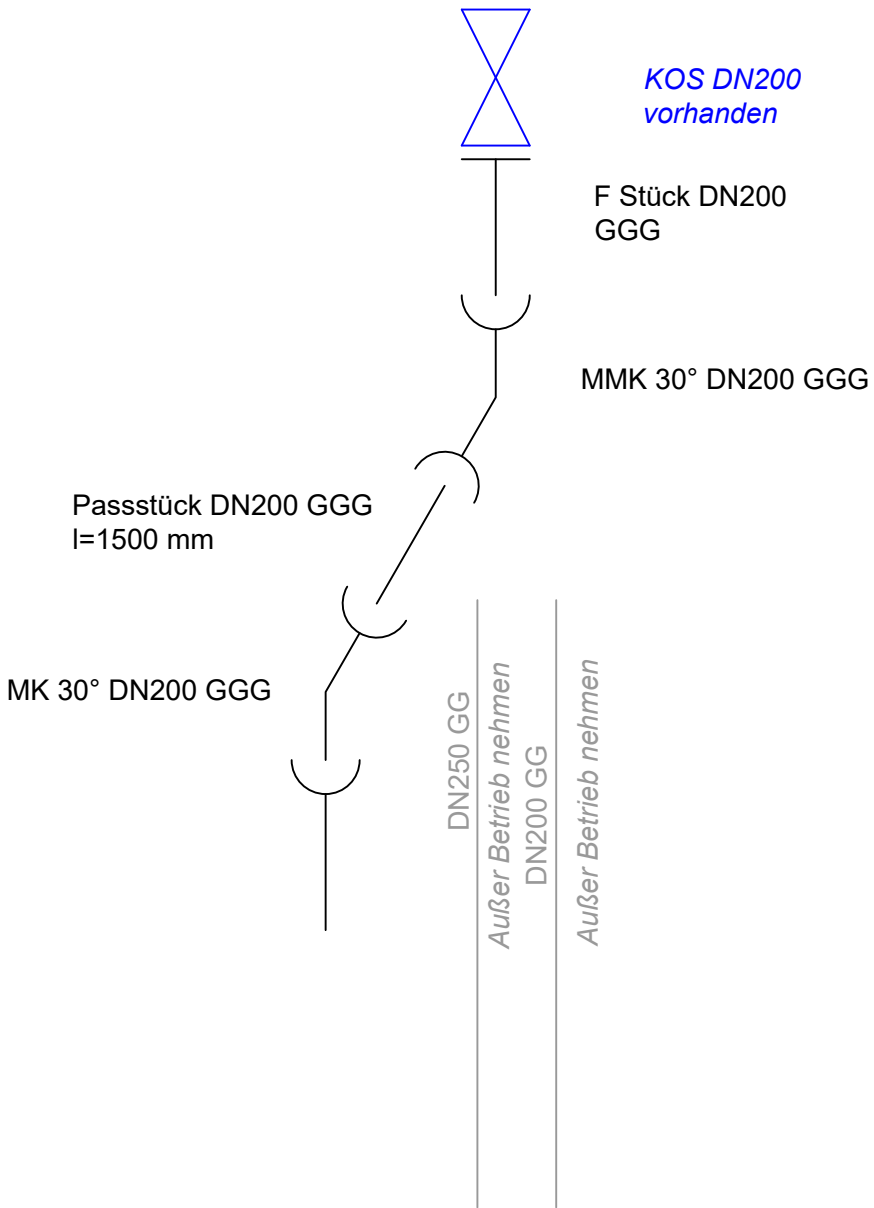 KOS DN200
vorhanden
F Stück DN200
GGG
MMK 30° DN200 GGG
Passstück DN200 GGG
l=1500 mm
MK 30° DN200 GGG
DN250 GG
Außer Betrieb nehmen
DN200 GG
Außer Betrieb nehmen